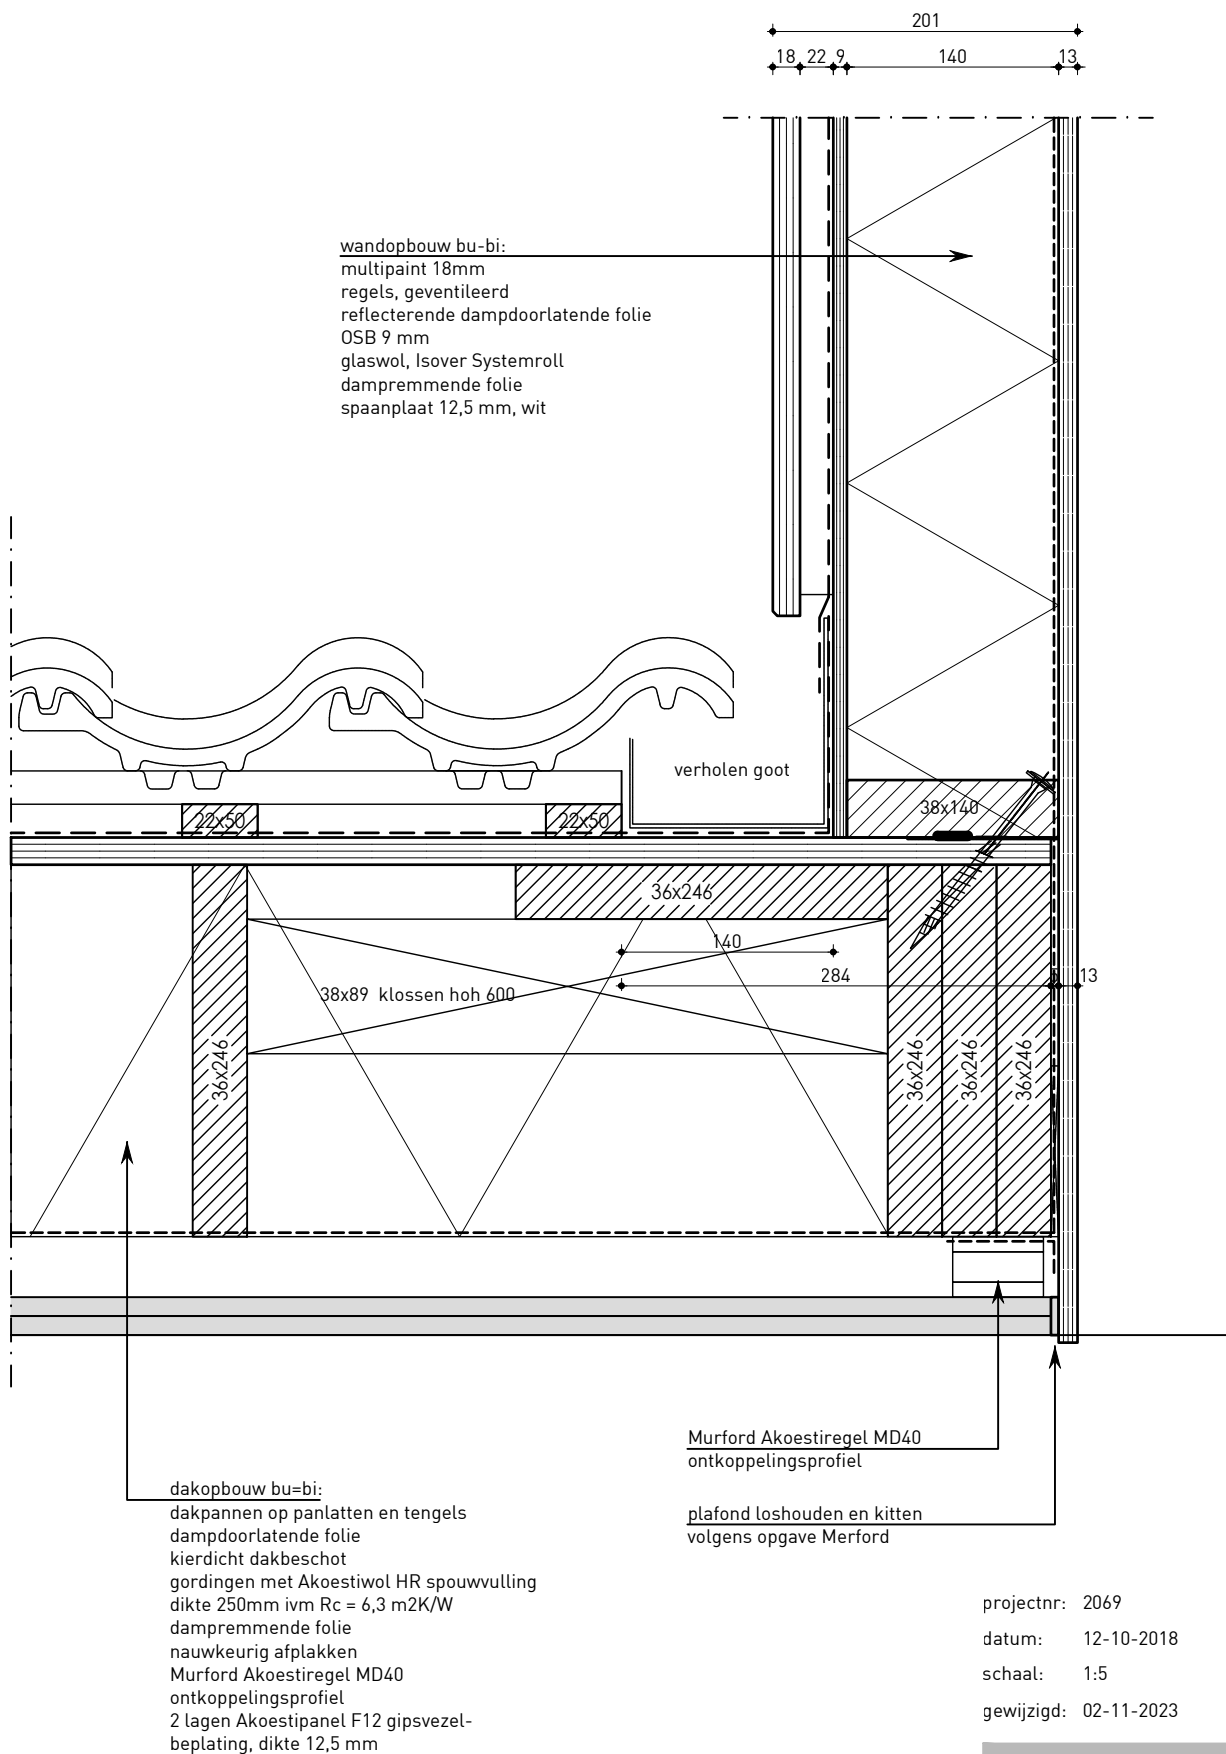 201
18 22 9 140 13
wandopbouw bu-bi:
multipaint 18mm
regels, geventileerd
reflecterende dampdoorlatende folie
OSB 9 mm
glaswol, Isover Systemroll
dampremmende folie
spaanplaat 12,5 mm, wit
verholen goot
38x140
22x50 22x50
36x246
140
284 5 13
38x89 klossen hoh 600
36x246 36x246 36x246 36x246
Murford Akoestiregel MD40
ontkoppelingsprofiel
plafond loshouden en kitten
volgens opgave Merford
dakopbouw bu=bi:
dakpannen op panlatten en tengels
dampdoorlatende folie
kierdicht dakbeschot
gordingen met Akoestiwol HR spouwvulling
dikte 250mm ivm Rc = 6,3 m2K/W
dampremmende folie
nauwkeurig afplakken
Murford Akoestiregel MD40
ontkoppelingsprofiel
2 lagen Akoestipanel F12 gipsvezel-
beplating, dikte 12,5 mm
projectnr: 2069
datum: 12-10-2018
schaal: 1:5
gewijzigd: 02-11-2023